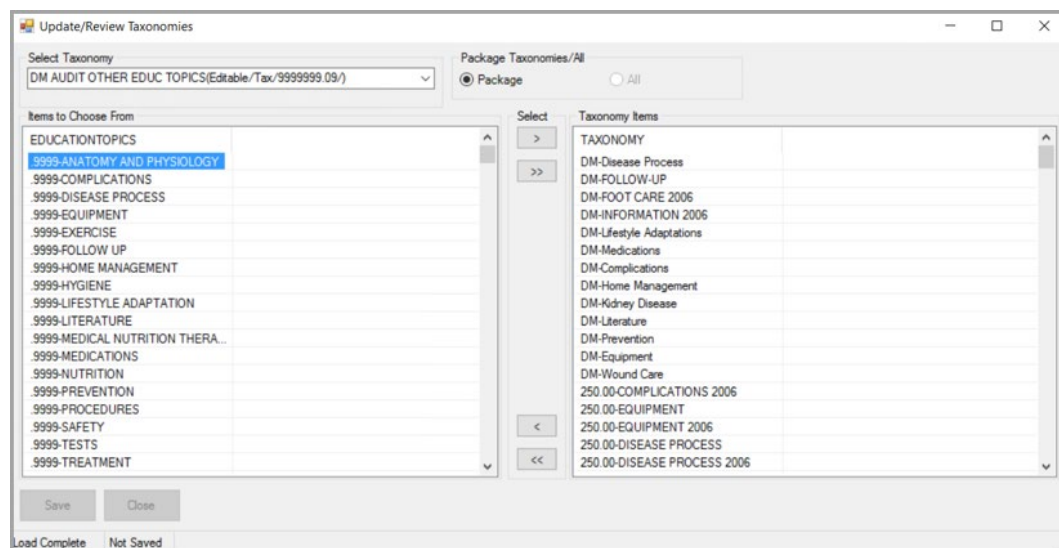 Update/Review Taxonomies
Select Taxonomy
DM AUDIT OTHER EDUC TOPICS(Editable/Tax/9999999.09/)
Package Taxonomies/All
Package
All
Items to Choose From
EDUCATIONTOPICS
.9999-ANATOMY AND PHYSIOLOGY
.9999-COMPLICATIONS
.9999-DISEASE PROCESS
.9999-EQUIPMENT
.9999-EXERCISE
.9999-FOLLOW UP
.9999-HOME MANAGEMENT
.9999-HYGIENE
.9999-LIFESTYLE ADAPTATION
.9999-LITERATURE
.9999-MEDICAL NUTRITION THERA...
.9999-MEDICATIONS
.9999-NUTRITION
.9999-PREVENTION
.9999-PROCEDURES
.9999-SAFETY
.9999-TESTS
.9999-TREATMENT
Select
>
>>
<
<<
Taxonomy Items
TAXONOMY
DM-Disease Process
DM-FOLLOW-UP
DM-FOOT CARE 2006
DM-INFORMATION 2006
DM-Lifestyle Adaptations
DM-Medications
DM-Complications
DM-Home Management
DM-Kidney Disease
DM-Literature
DM-Prevention
DM-Equipment
DM-Wound Care
250.00-COMPLICATIONS 2006
250.00-EQUIPMENT
250.00-EQUIPMENT 2006
250.00-DISEASE PROCESS
250.00-DISEASE PROCESS 2006
Save
Close
Load Complete
Not Saved